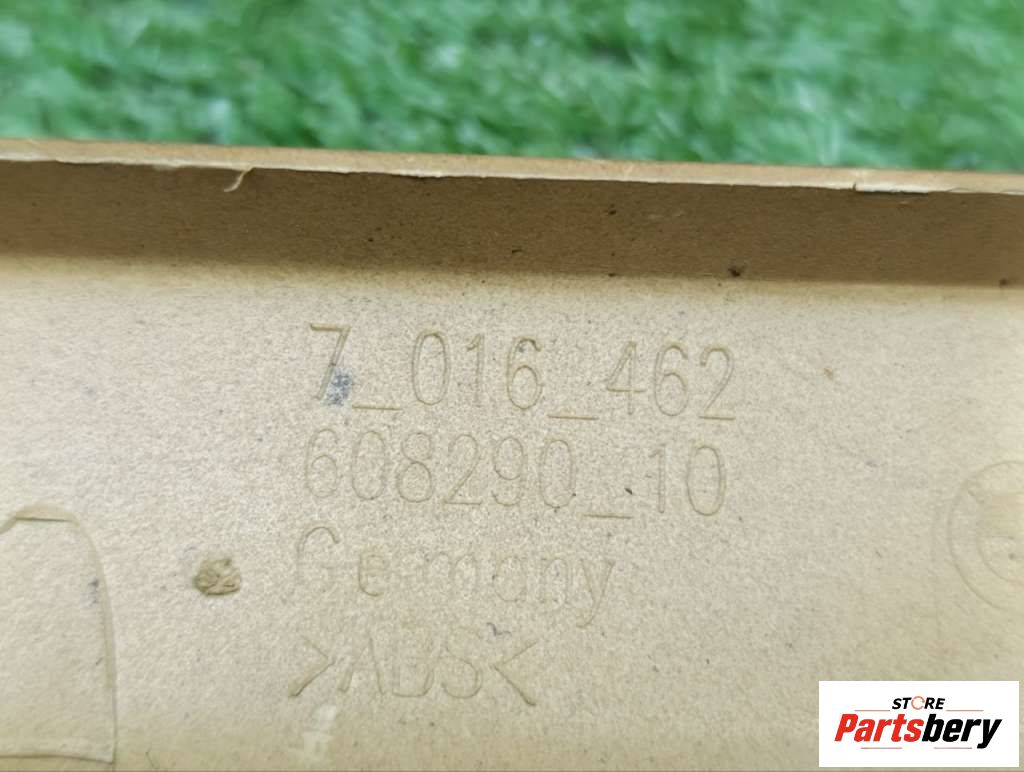 7_016_462
608290_10
Germany
>ABS<
STORE
Partsbery